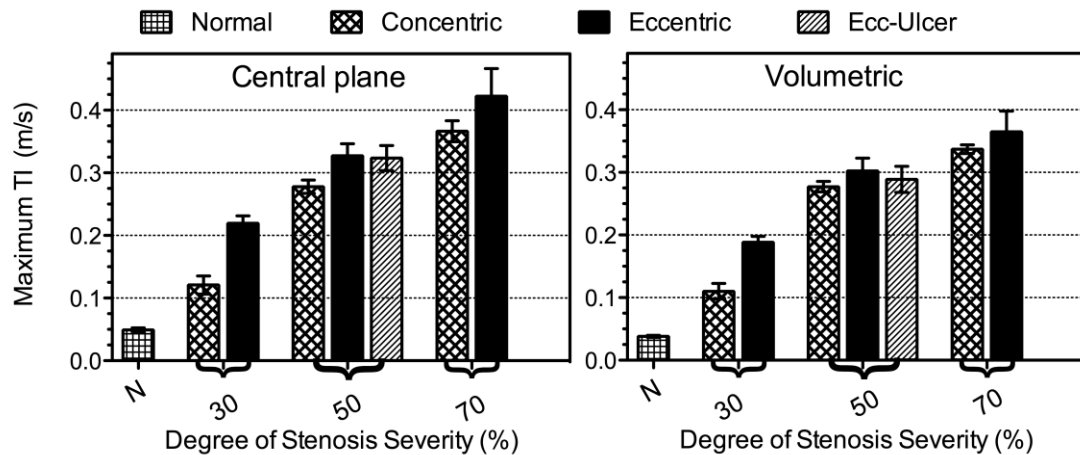 Normal Concentric Eccentric Ecc-Ulcer
Central plane
Maximum TI (m/s)
0.4
0.3
0.2
0.1
0.0
N 30 50 70
Degree of Stenosis Severity (%)
Volumetric
0.4
0.3
0.2
0.1
0.0
N 30 50 70
Degree of Stenosis Severity (%)